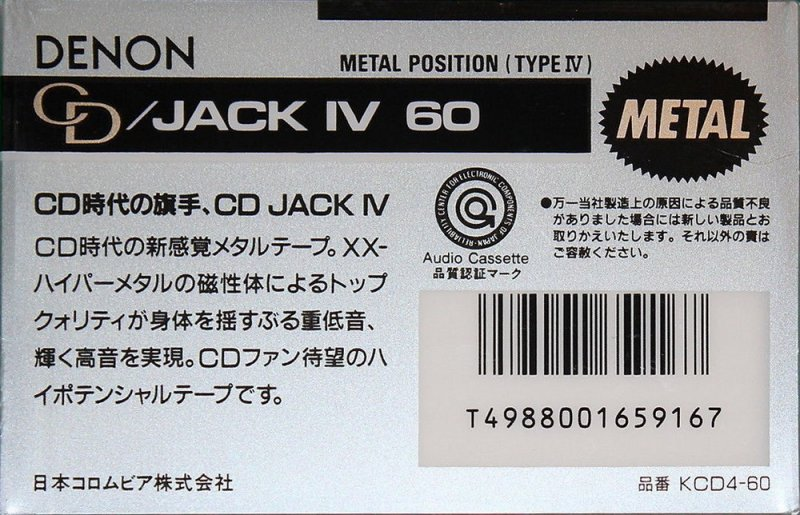 DENON
METAL POSITION (TYPE Ⅳ)
CD/JACK Ⅳ 60
METAL
CD時代の旗手、CD JACK Ⅳ
CD時代の新感覚メタルテープ。XX-
ハイパーメタルの磁性体によるトップ
クォリティが身体を揺すぶる重低音、
輝く高音を実現。CDファン待望のハ
イポテンシャルテープです。
RELIABILITY CENTER FOR ELECTRONIC COMPONENTS OF JAPAN
Audio Cassette
品質認証マーク
●万一当社製造上の原因による品質不良
がありました場合には新しい製品とお
取りかえいたします。それ以外の責は
ご容赦ください。
T4988001659167
日本コロムビア株式会社
品番 KCD4-60